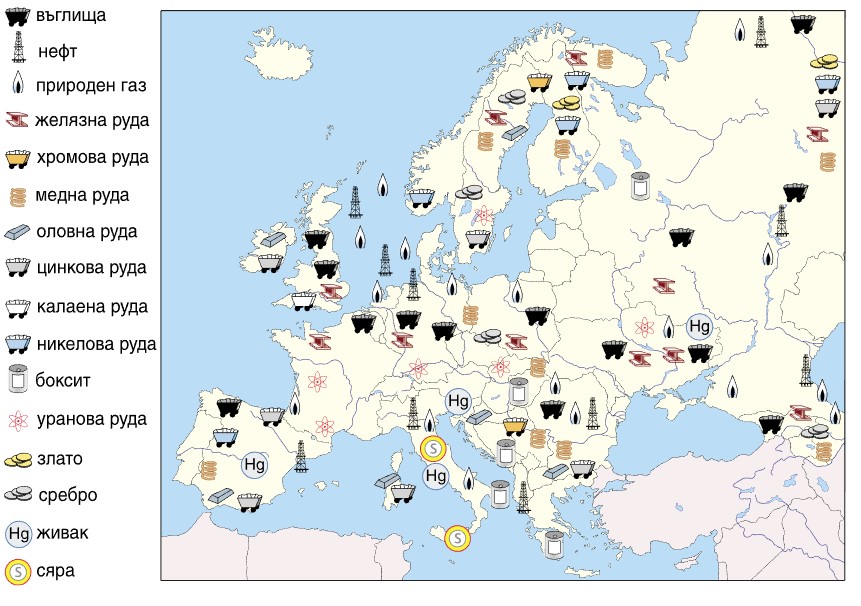 въглища
нефт
природен газ
желязна руда
хромова руда
медна руда
оловна руда
цинкова руда
калаена руда
никелова руда
боксит
уранова руда
злато
сребро
Hg живак
S сяра
Hg
Hg
Hg
S
Hg
S